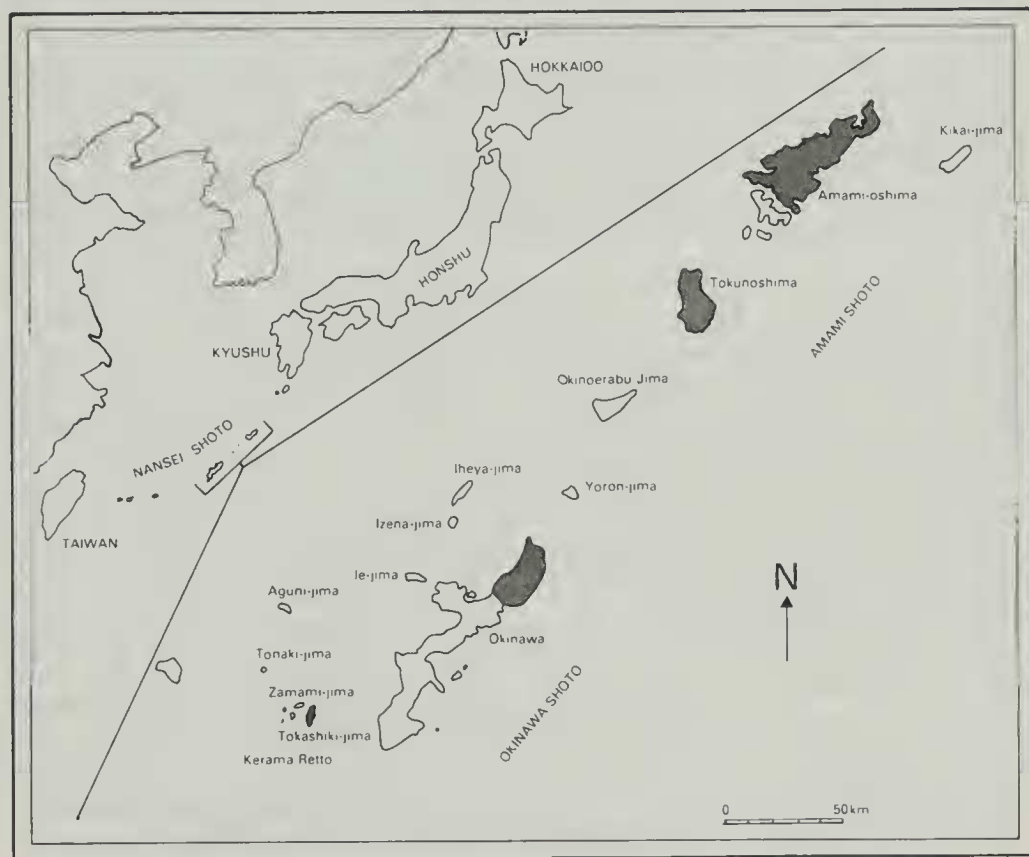 HOKKAIOO
Kikai-jima
Amami-oshima
HONSHU
Tokunoshima
AMAMI SHOTO
KYUSHU
Okinoerabu Jima
NANSEI SHOTO
Iheya-jima
Yoron-jima
Izena-jima
TAIWAN
Ie-jima
N
Aguni-jima
Okinawa
Tonaki-jima
OKINAWA SHOTO
Zamami-jima
Tokashiki-jima
Kerama Retto
0 50km